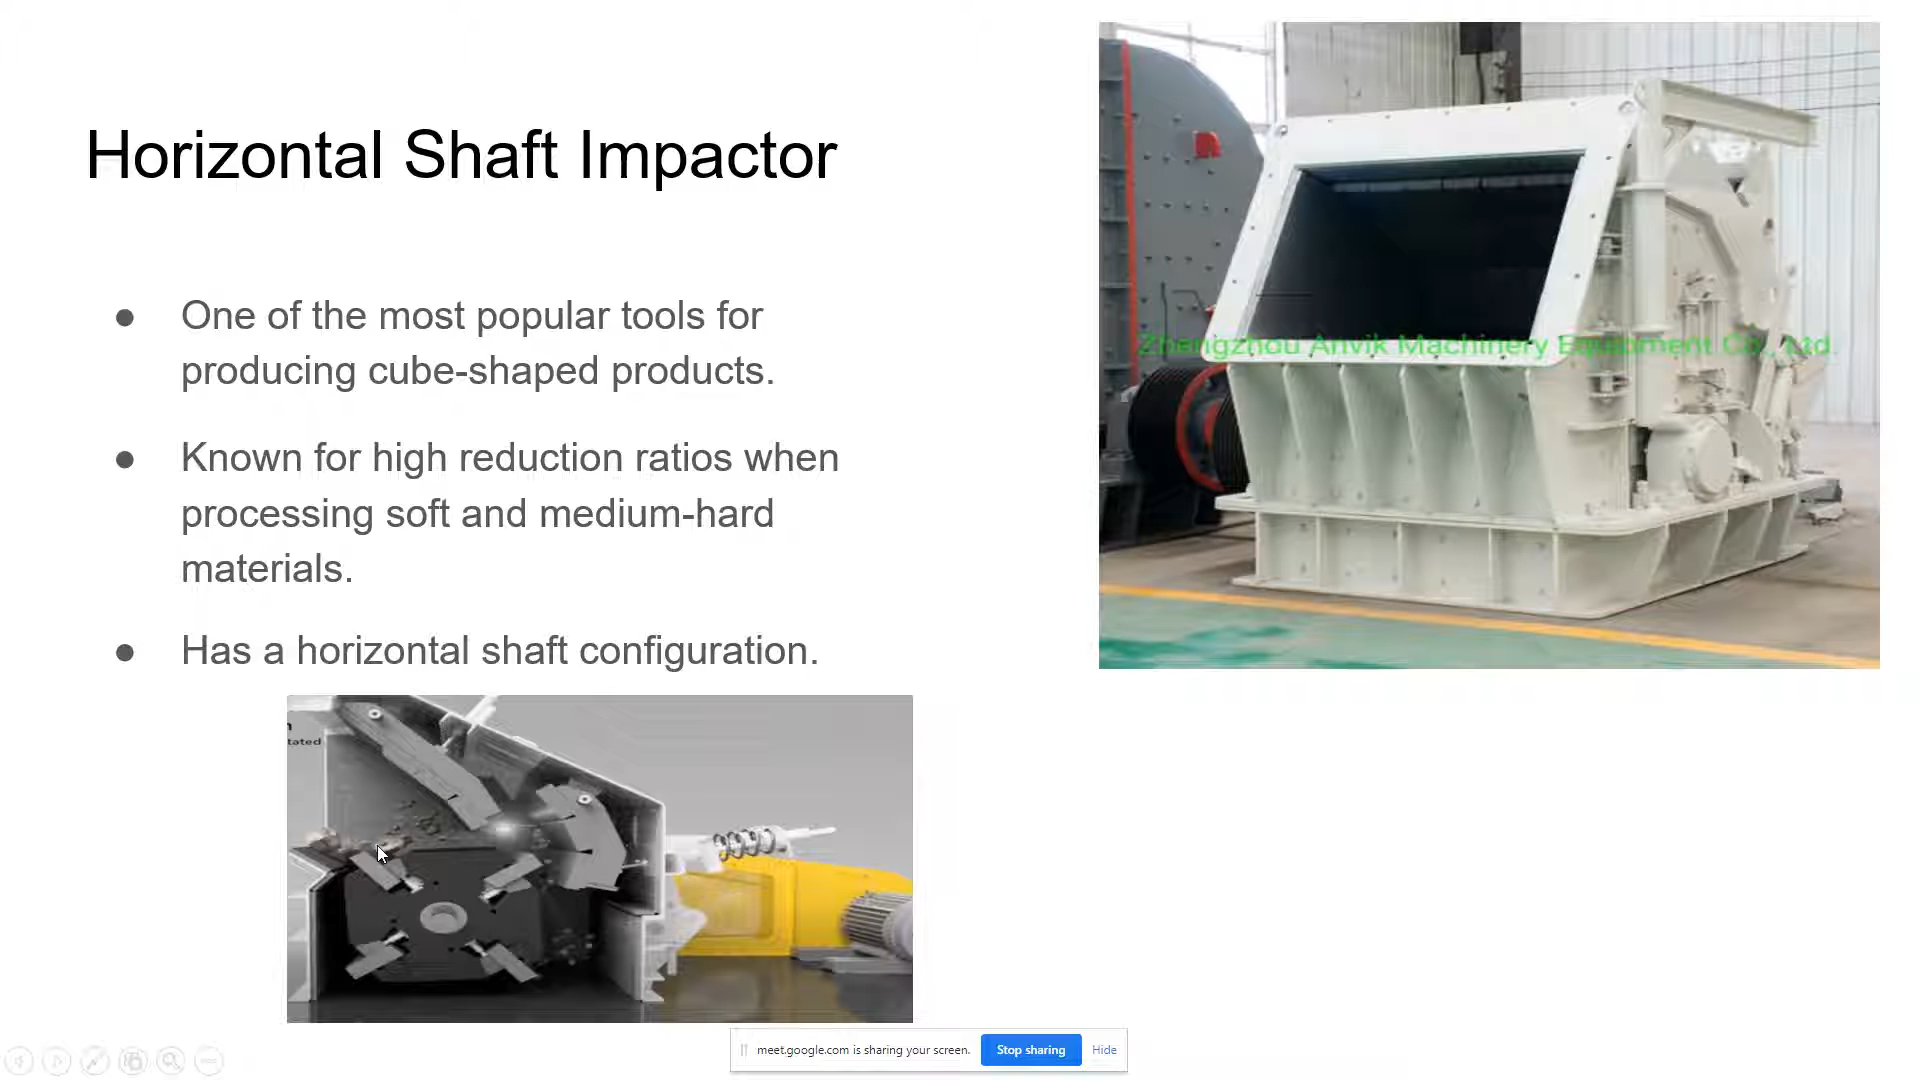 Horizontal Shaft Impactor
● One of the most popular tools for
producing cube-shaped products.
● Known for high reduction ratios when
processing soft and medium-hard
materials.
● Has a horizontal shaft configuration.
Zhengzhou Anvik Machinery Equipment Co., Ltd.
tated
meet.google.com is sharing your screen.
Stop sharing
Hide